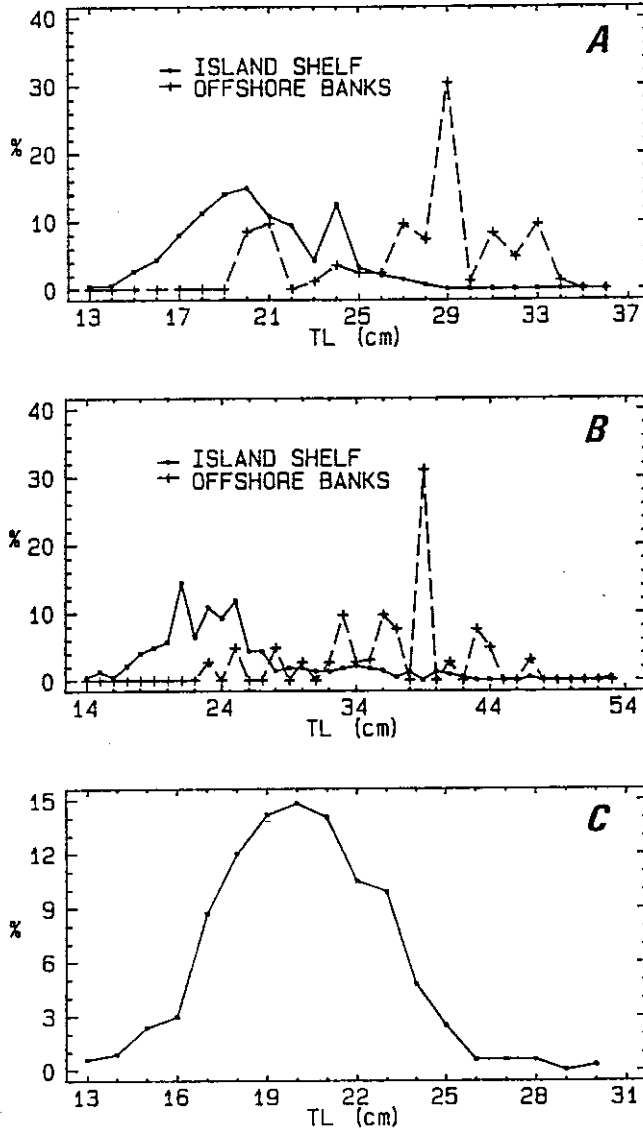 A
ISLAND SHELF
OFFSHORE BANKS
40
30
20
10
0
%
13 17 21 25 29 33 37
TL (cm)
B
ISLAND SHELF
OFFSHORE BANKS
40
30
20
10
0
%
14 24 34 44 54
TL (cm)
C
15
12
9
6
3
0
%
13 16 19 22 25 28 31
TL (cm)